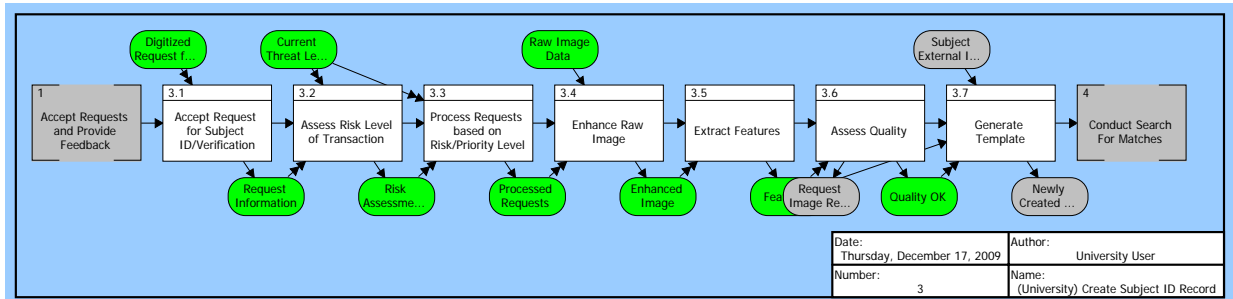 Digitized
Request f...
Current
Threat Le...
Raw Image
Data
Subject
External I...
1
Accept Requests
and Provide
Feedback
3.1
Accept Request
for Subject
ID/Verification
3.2
Assess Risk Level
of Transaction
3.3
Process Requests
based on
Risk/Priority Level
3.4
Enhance Raw
Image
3.5
Extract Features
3.6
Assess Quality
3.7
Generate
Template
4
Conduct Search
For Matches
Request
Information
Risk
Assessme...
Processed
Requests
Enhanced
Image
Request
Image Re...
Quality OK
Newly
Created ...
Date:
Thursday, December 17, 2009
Author:
University User
Number:
3
Name:
(University) Create Subject ID Record